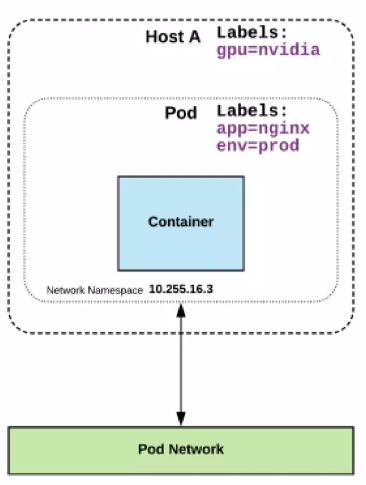 Host A
Labels:
gpu=nvidia
Pod
Labels:
app=nginx
env=prod
Container
Network Namespace 10.255.16.3
Pod Network